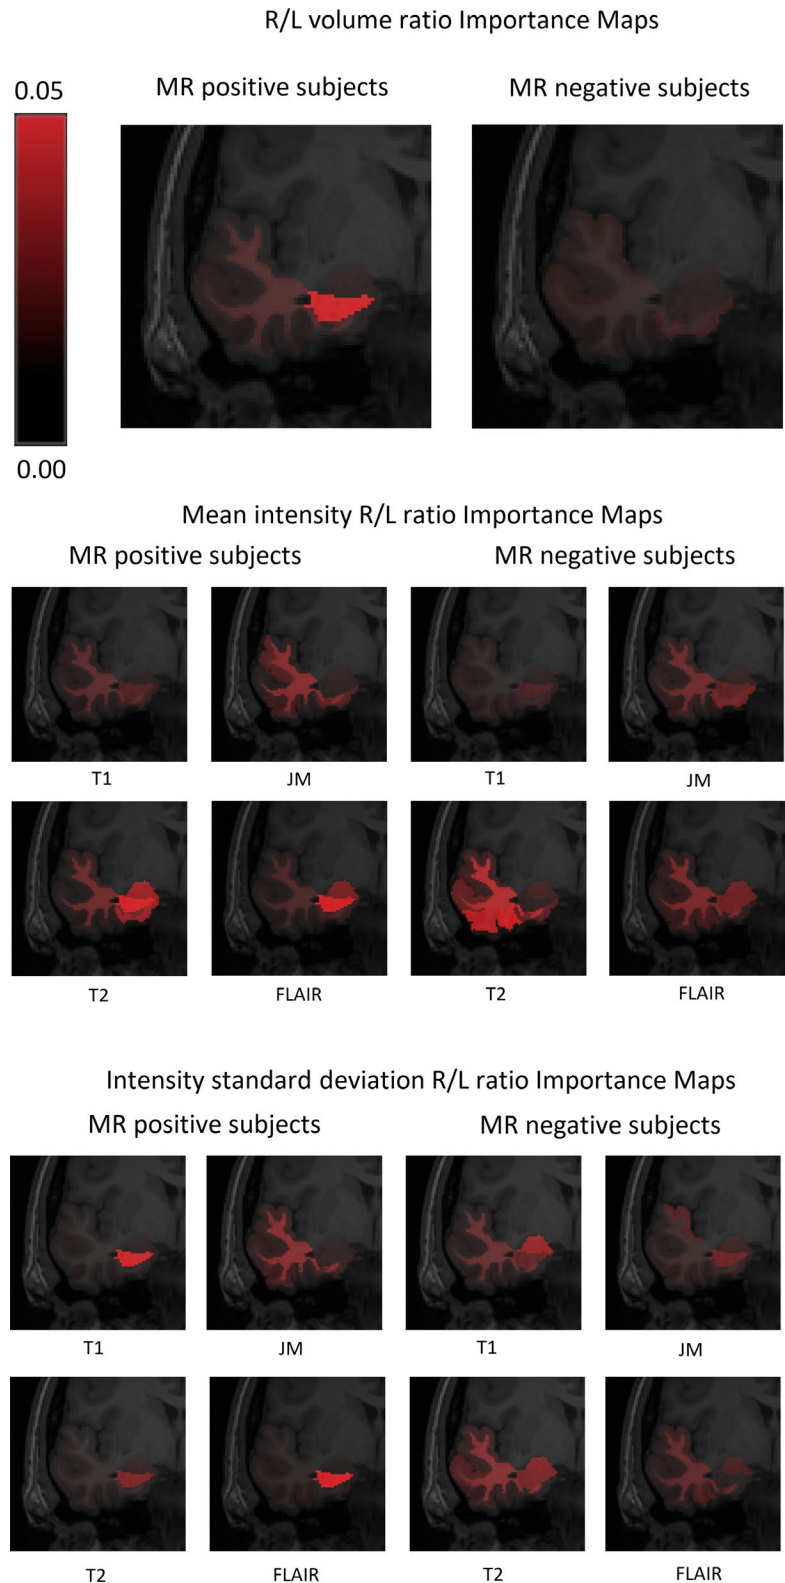 R/L volume ratio Importance Maps
0.05
MR positive subjects
MR negative subjects
0.00
Mean intensity R/L ratio Importance Maps
MR positive subjects
MR negative subjects
T1
JM
T1
JM
T2
FLAIR
T2
FLAIR
Intensity standard deviation R/L ratio Importance Maps
MR positive subjects
MR negative subjects
T1
JM
T1
JM
T2
FLAIR
T2
FLAIR